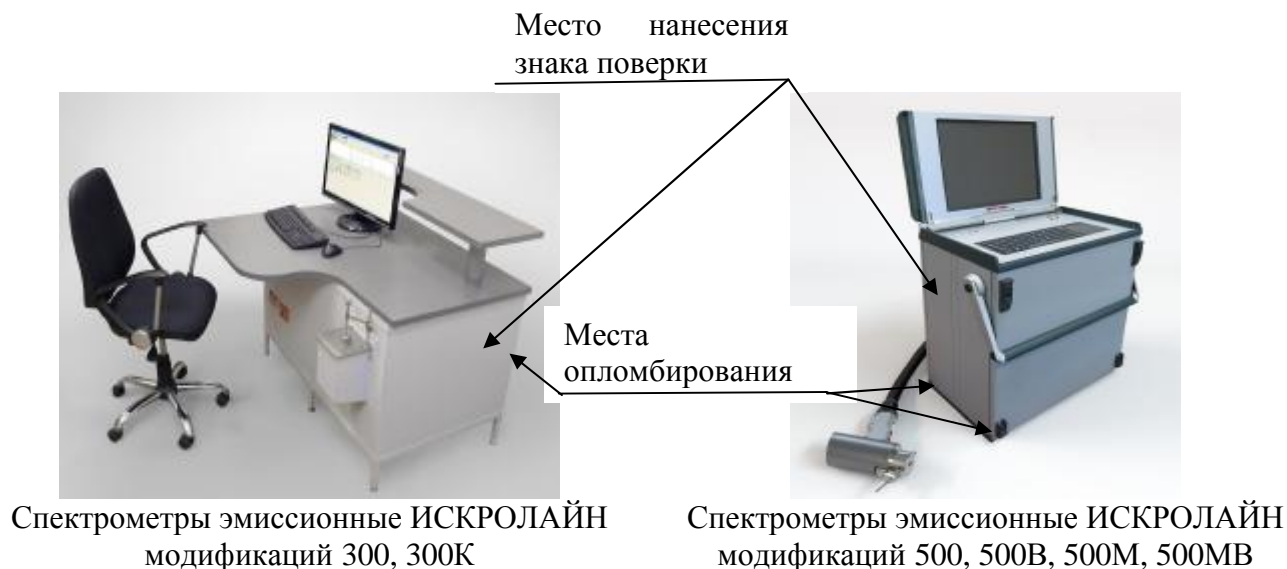 Место нанесения
знака поверки
Места
опломбирования
Спектрометры эмиссионные ИСКРОЛАЙН
модификаций 300, 300К
Спектрометры эмиссионные ИСКРОЛАЙН
модификаций 500, 500В, 500М, 500МВ